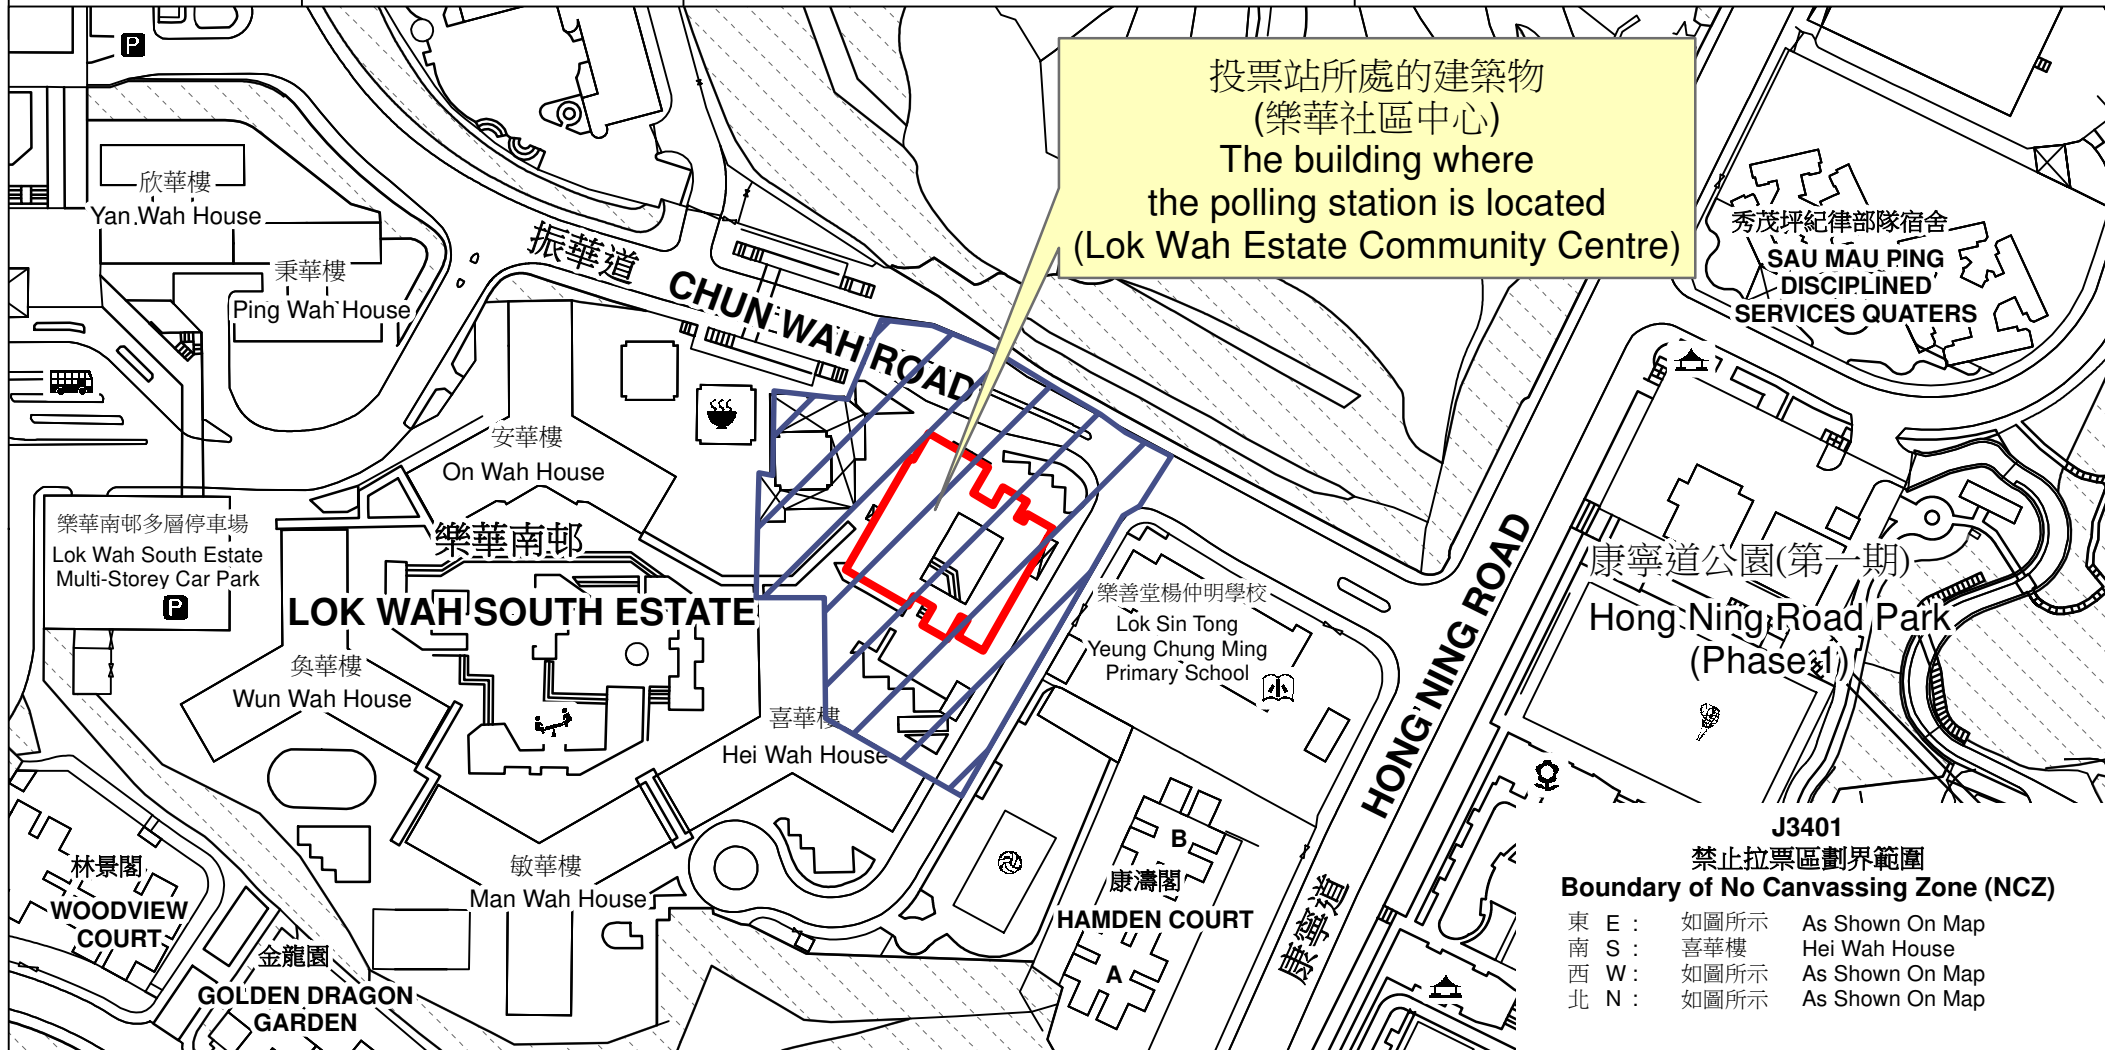 P
投票站所處的建築物
(樂華社區中心)
The building where
the polling station is located
(Lok Wah Estate Community Centre)
欣華樓
Yan Wah House
秉華樓
Ping Wah House
振華道 CHUN WAH ROAD
秀茂坪紀律部隊宿舍
SAU MAU PING
DISCIPLINED
SERVICES QUATERS
安華樓
On Wah House
樂華南邨多層停車場
Lok Wah South Estate
Multi-Storey Car Park
P
樂華南邨
LOK WAH SOUTH ESTATE
奐華樓
Wun Wah House
喜華樓
Hei Wah House
樂善堂楊仲明學校
Lok Sin Tong
Yeung Chung Ming
Primary School
康寧道公園(第一期)
Hong Ning Road Park
(Phase 1)
HONG NING ROAD
康寧道
敏華樓
Man Wah House
林景閣
WOODVIEW
COURT
金龍園
GOLDEN DRAGON
GARDEN
B
康濤閣
HAMDEN COURT
A
J3401
禁止拉票區劃界範圍
Boundary of No Canvassing Zone (NCZ)
東 E : 如圖所示 As Shown On Map
南 S : 喜華樓 Hei Wah House
西 W : 如圖所示 As Shown On Map
北 N : 如圖所示 As Shown On Map